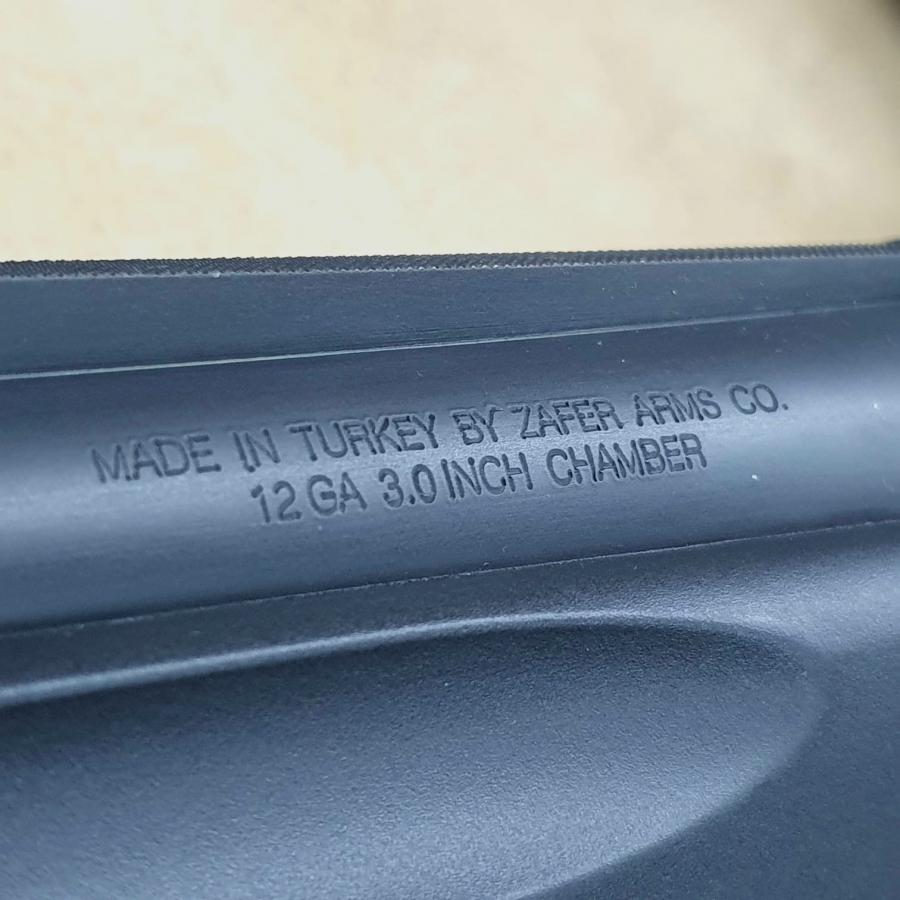 MADE IN TURKEY BY ZAFER ARMS CO.
12 GA 3.0 INCH CHAMBER